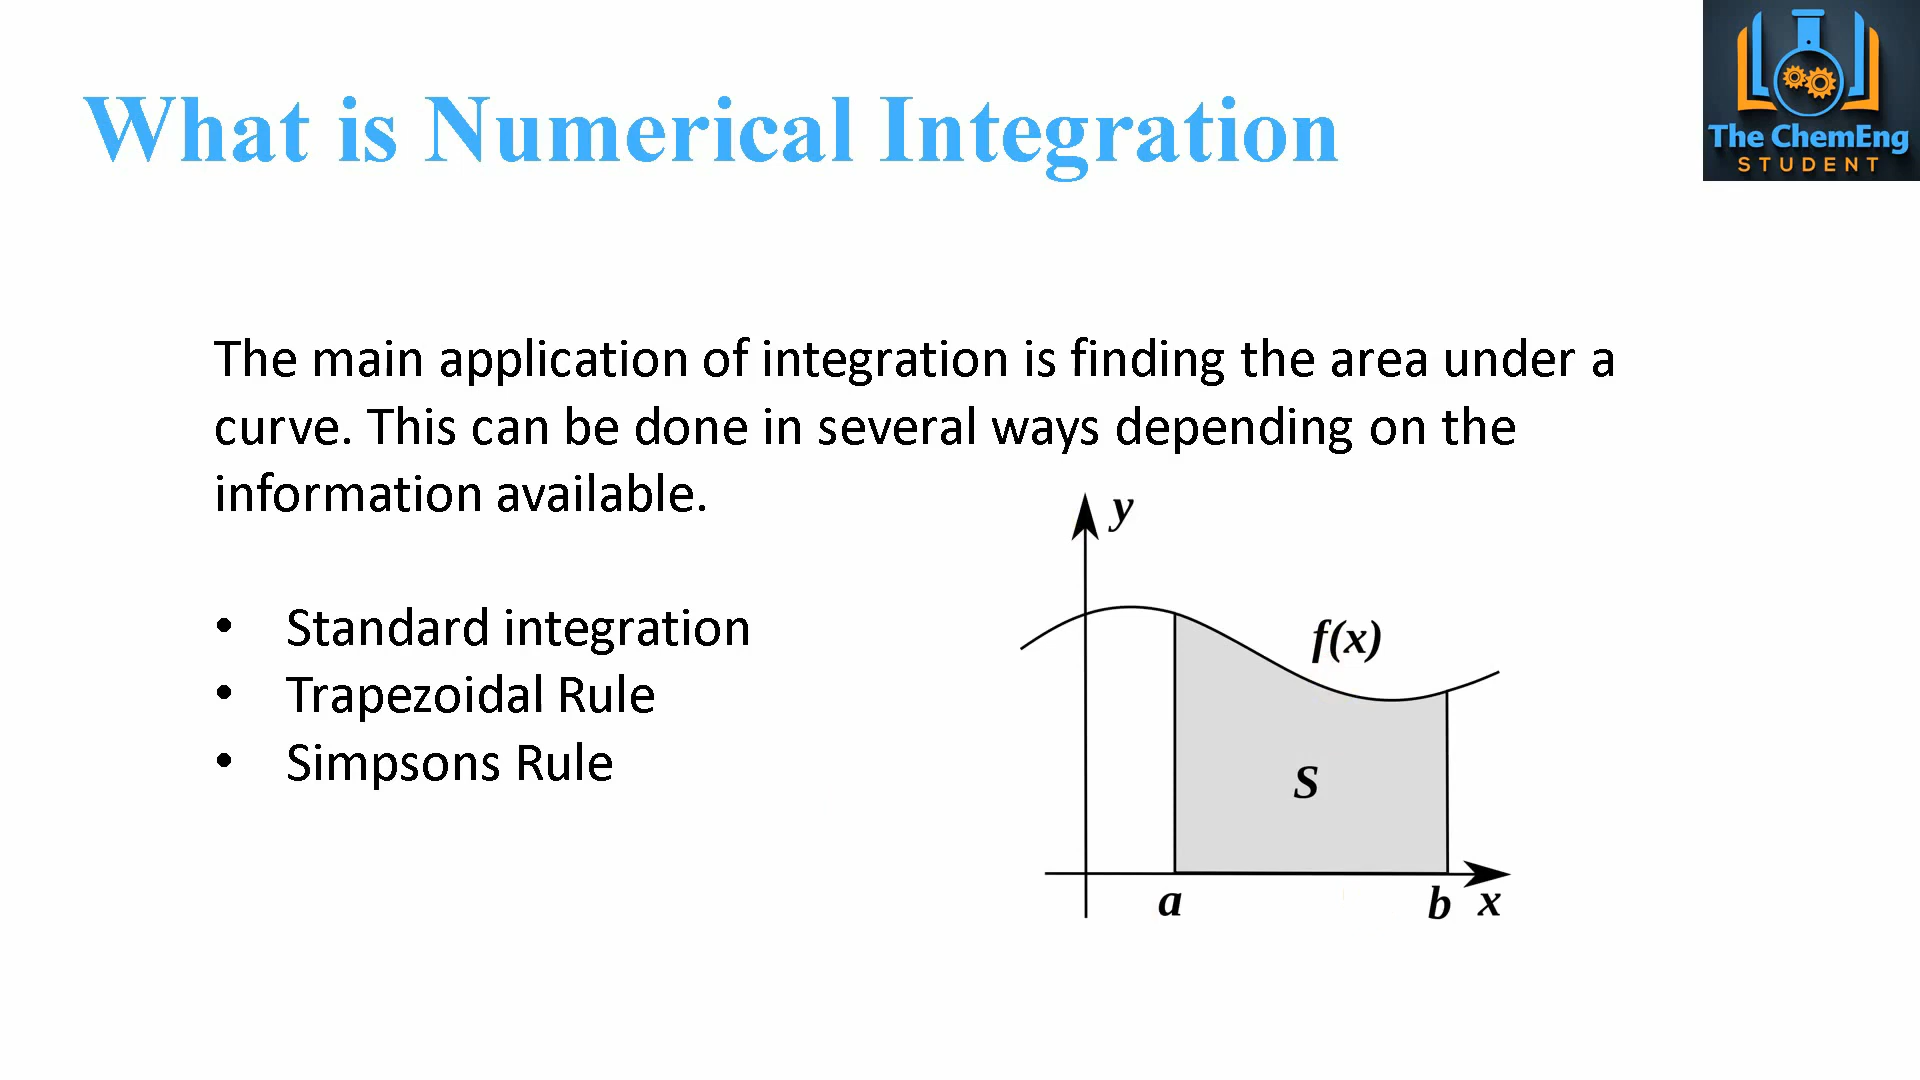 What is Numerical Integration
The ChemEng
STUDENT
The main application of integration is finding the area under a
curve. This can be done in several ways depending on the
information available.
• Standard integration
• Trapezoidal Rule
• Simpsons Rule
y
f(x)
S
a
b
x